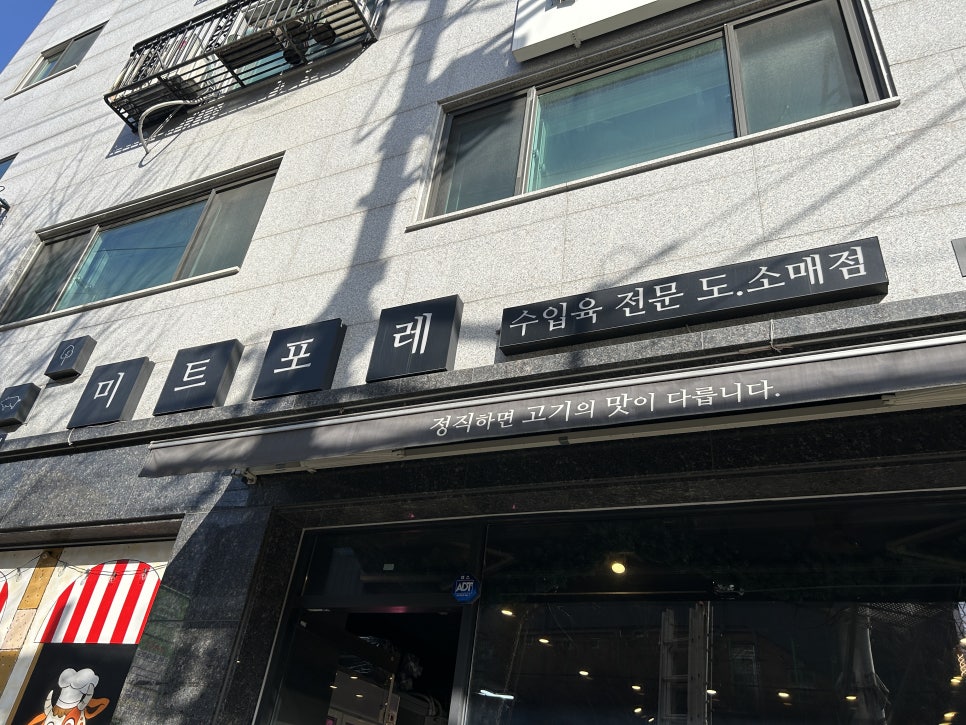 미트포레
수입육 전문 도.소매점
정직하면 고기의 맛이 다릅니다.
ADT